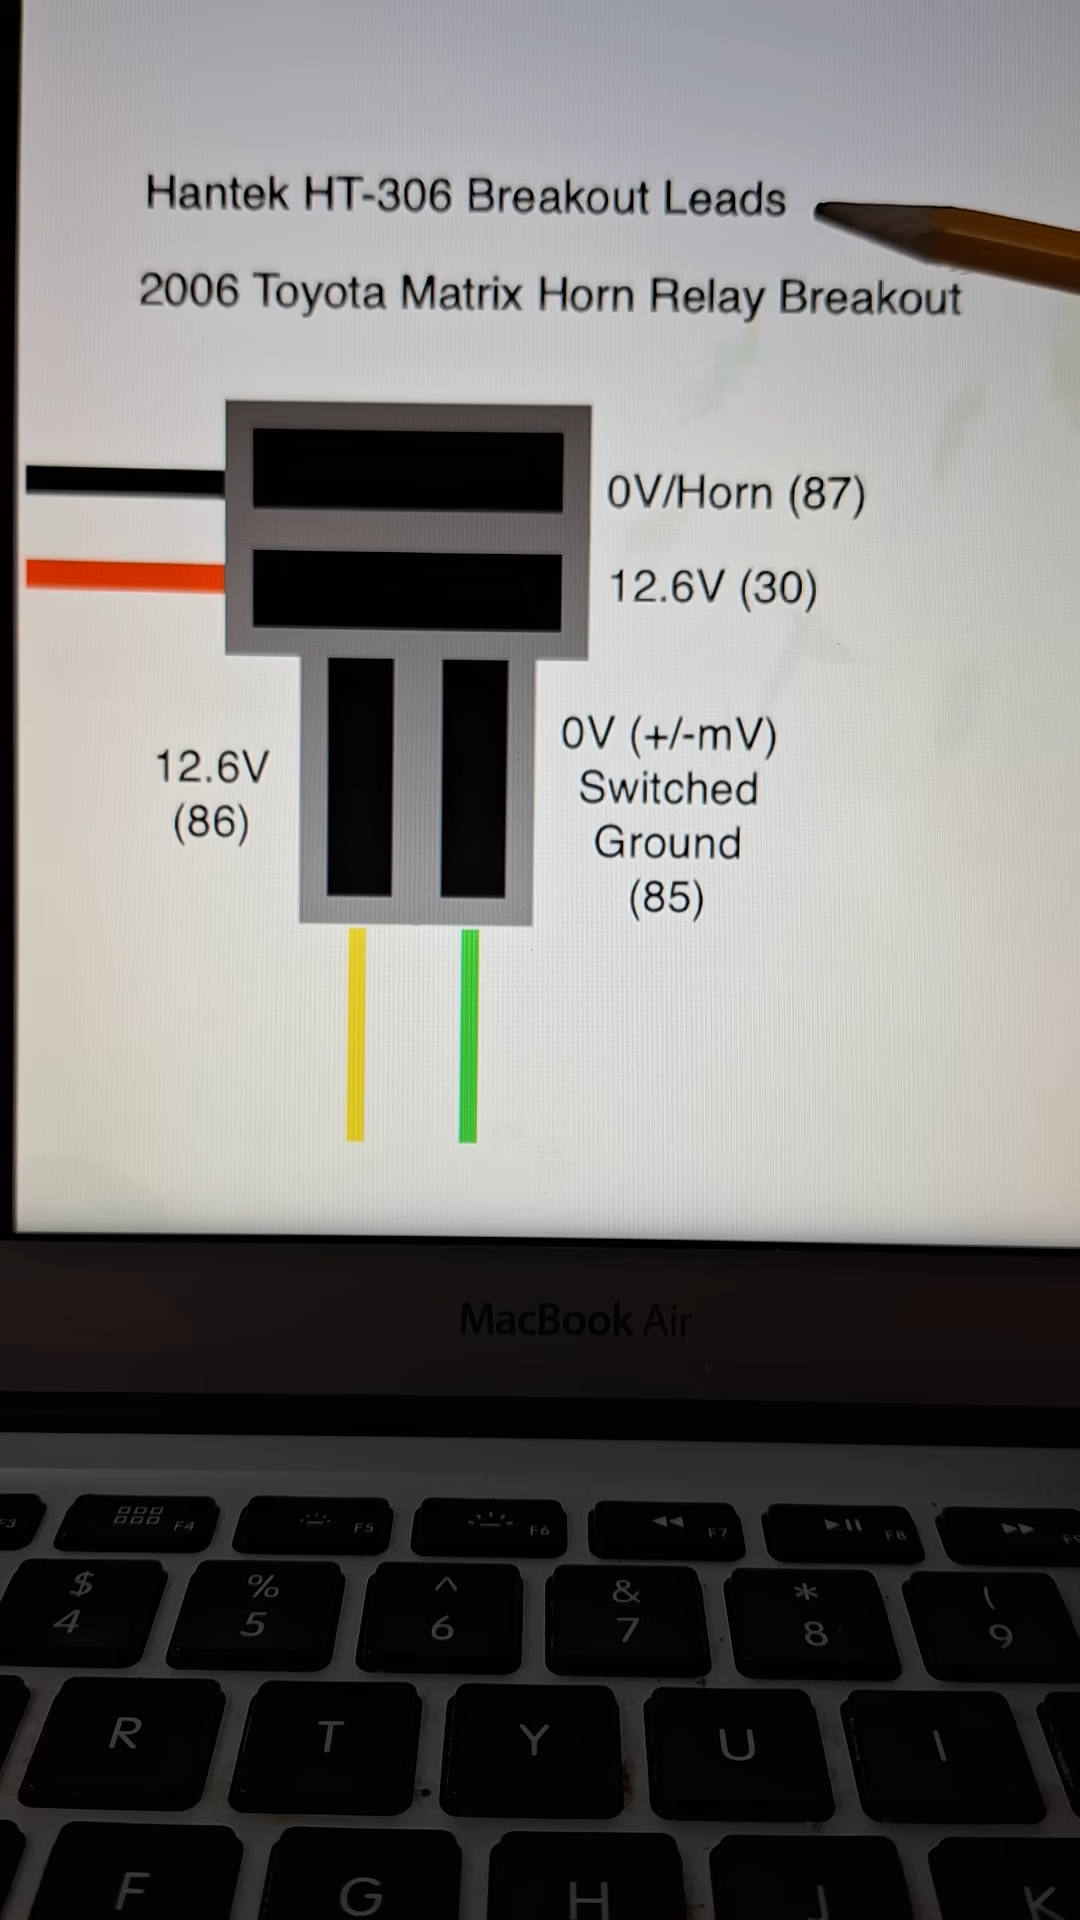 Hantek HT-306 Breakout Leads
2006 Toyota Matrix Horn Relay Breakout
0V/Horn (87)
12.6V (30)
12.6V
(86)
0V (+/-mV)
Switched
Ground
(85)
MacBook Air
F3 F4 F5 F6 F7 F8
$ % ^ & * (
4 5 6 7 8 9
R T Y U I
F G H J K